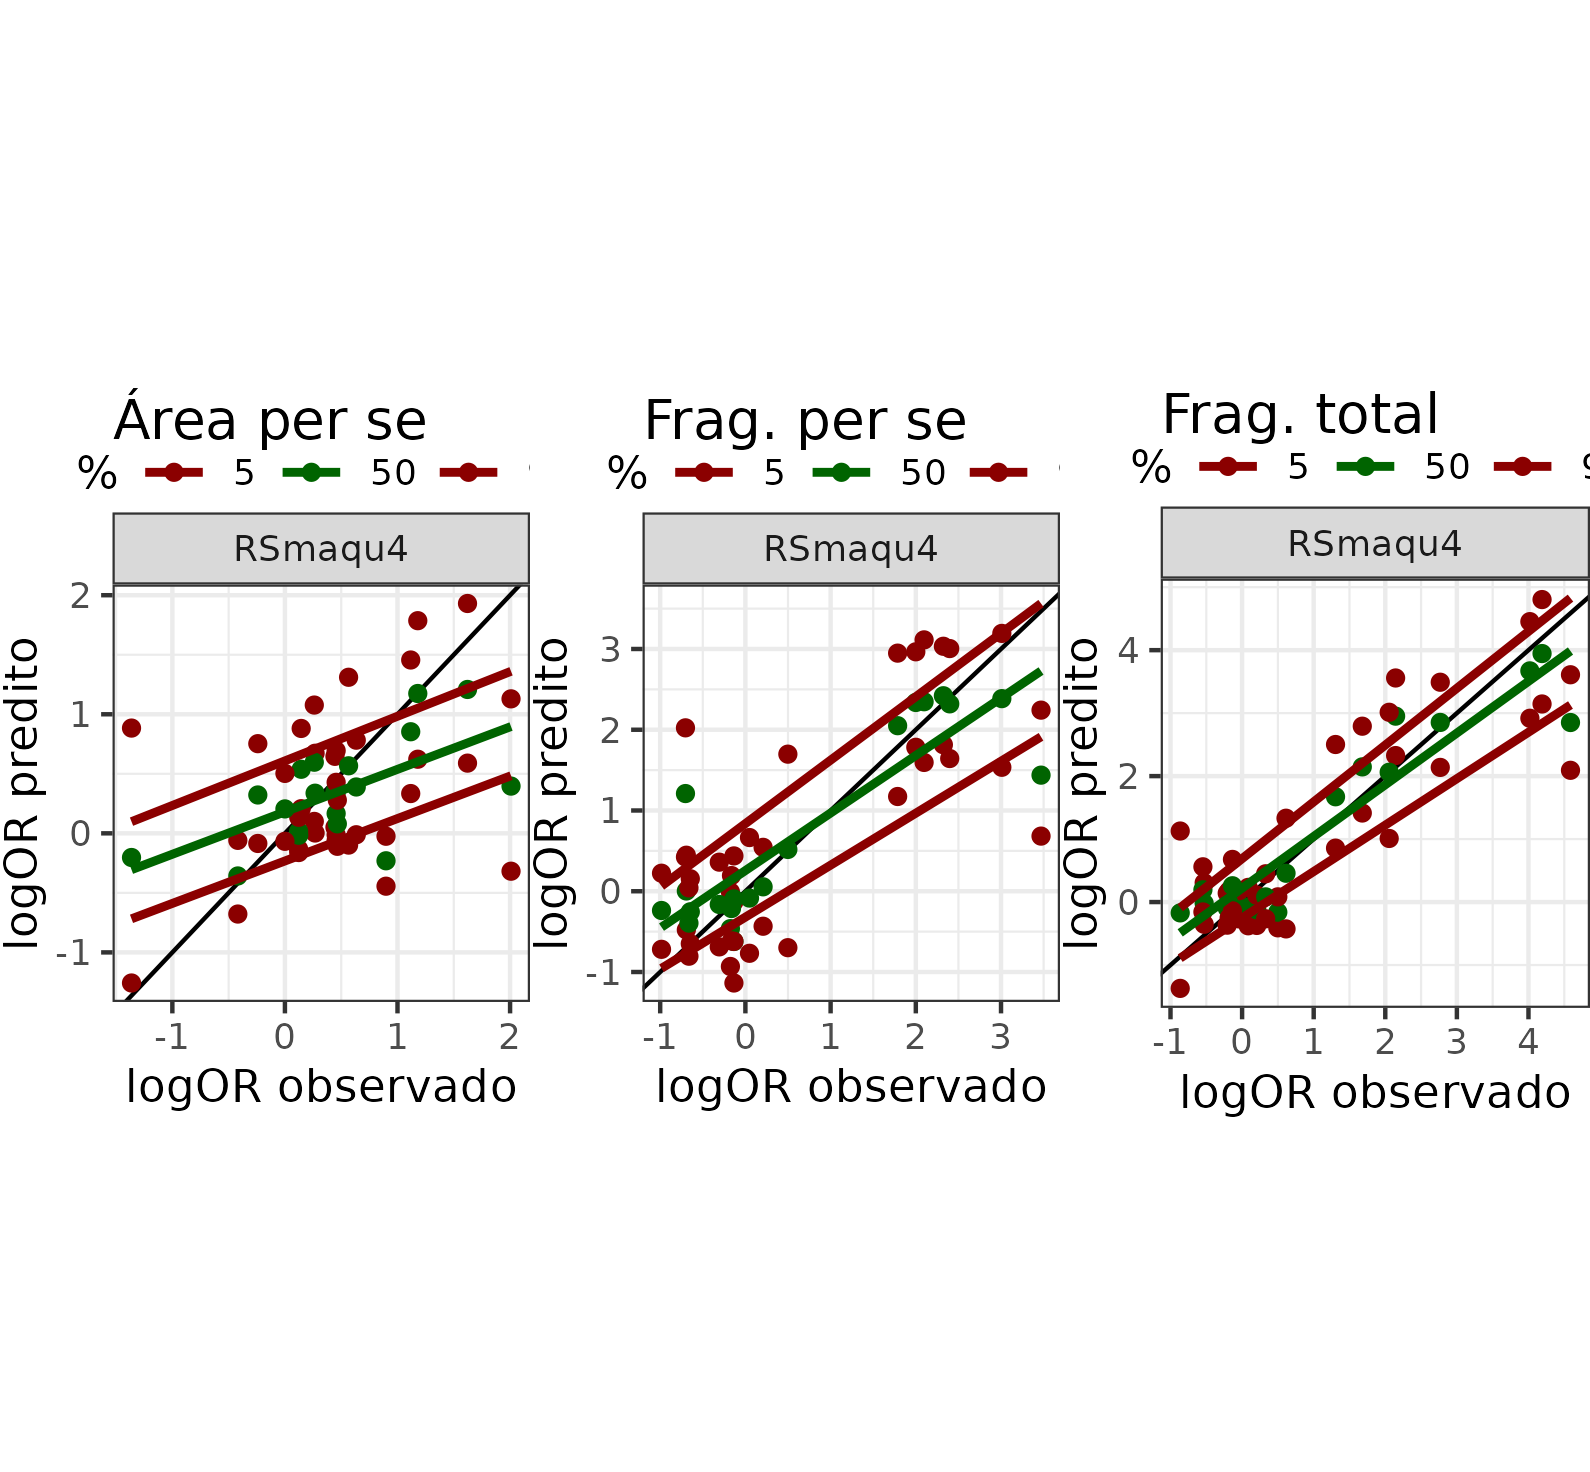 Área per se
% 5 50
RSmaqu4
2
1
0
-1
logOR predito
-1 0 1 2
logOR observado
Frag. per se
% 5 50
RSmaqu4
3
2
1
0
-1
logOR predito
-1 0 1 2 3
logOR observado
Frag. total
% 5 50
RSmaqu4
4
2
0
logOR predito
-1 0 1 2 3 4
logOR observado